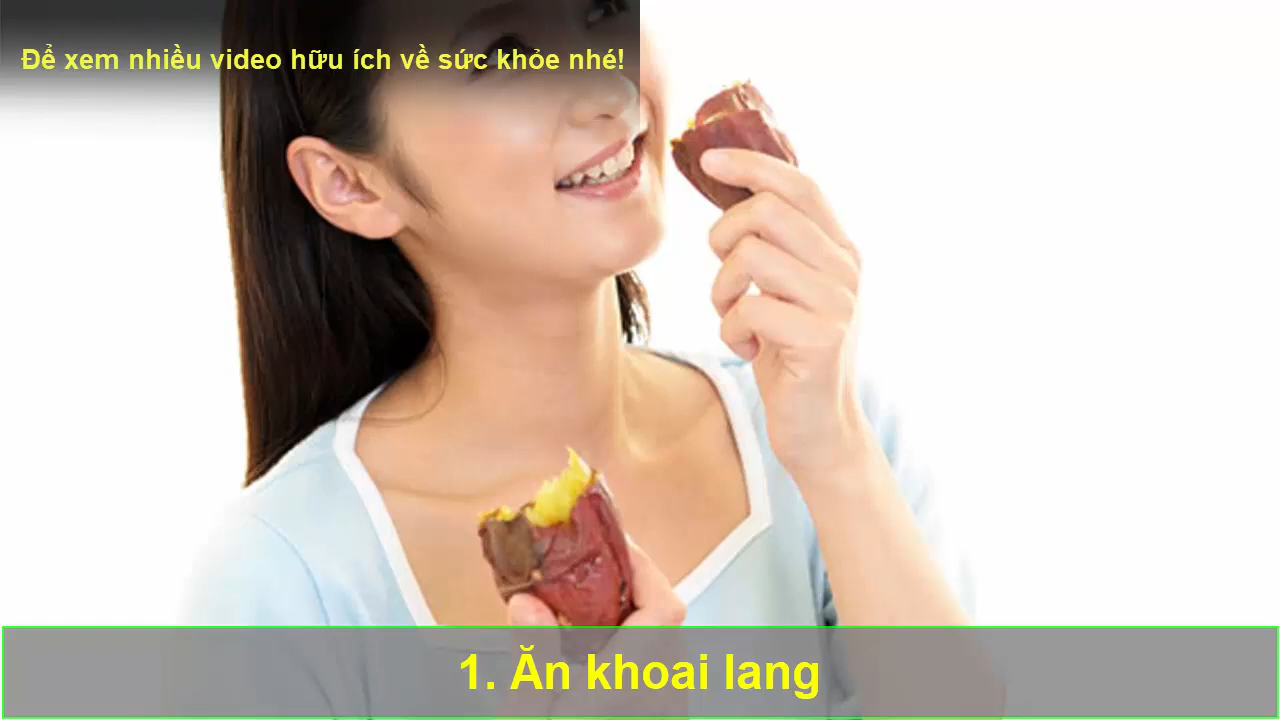 Để xem nhiều video hữu ích về sức khỏe nhé!
1. Ăn khoai lang